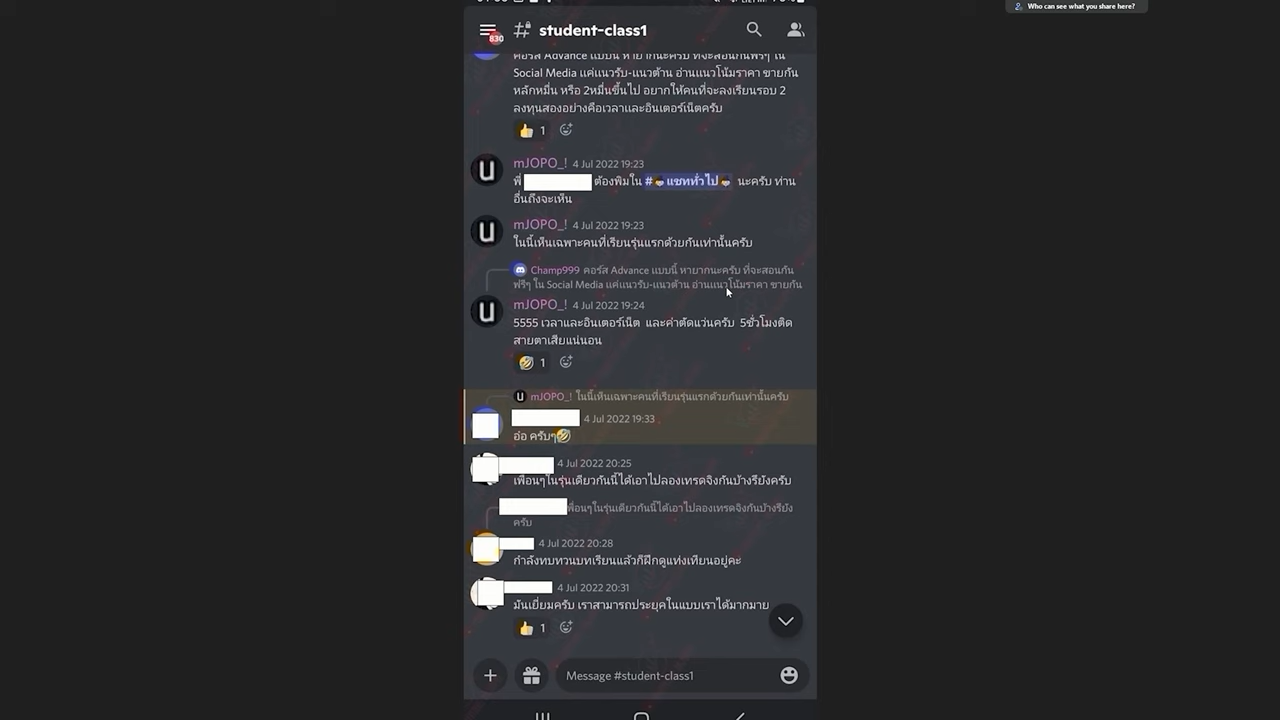 Who can see what you share here?
# student-class1
830
คอร์ส Advance แบบนี้ หายากนะครับ ที่จะสอนกันฟรีๆ ใน
Social Media แค่แนวรับ-แนวต้าน อ่านแนวโน้มราคา ขายกัน
หลักหมื่น หรือ 2หมื่นขึ้นไป อยากให้คนที่จะลงเรียนรอบ 2
ลงทุนสองอย่างคือเวลาและอินเตอร์เน็ตครับ
👍 1
mJOPO_! 4 Jul 2022 19:23
พี่ ต้องพิมใน #แชททั่วไป นะครับ ท่าน
อื่นถึงจะเห็น
mJOPO_! 4 Jul 2022 19:23
ในนี้เห็นเฉพาะคนที่เรียนรุ่นแรกด้วยกันเท่านั้นครับ
Champ999 คอร์ส Advance แบบนี้ หายากนะครับ ที่จะสอนกัน
ฟรีๆ ใน Social Media แค่แนวรับ-แนวต้าน อ่านแนวโน้มราคา ขายกัน
mJOPO_! 4 Jul 2022 19:24
5555 เวลาและอินเตอร์เน็ต และค่าตัดแว่นครับ 5ชั่วโมงติด
สายตาเสียแน่นอน
🤣 1
mJOPO_! ในนี้เห็นเฉพาะคนที่เรียนรุ่นแรกด้วยกันเท่านั้นครับ
4 Jul 2022 19:33
อ่อ ครับๆ🤣
4 Jul 2022 20:25
เพื่อนๆในรุ่นเดียวกันนี้ได้เอาไปลองเทรดจิงกันบ้างรึยังครับ
พื่อนๆในรุ่นเดียวกันนี้ได้เอาไปลองเทรดจิงกันบ้างรึยัง
ครับ
4 Jul 2022 20:28
กำลังทบทวนบทเรียนแล้วก็ฝึกดูแท่งเทียนอยู่คะ
4 Jul 2022 20:31
มันเยี่ยมครับ เราสามารถประยุคในแบบเราได้มากมาย
👍 1
Message #student-class1